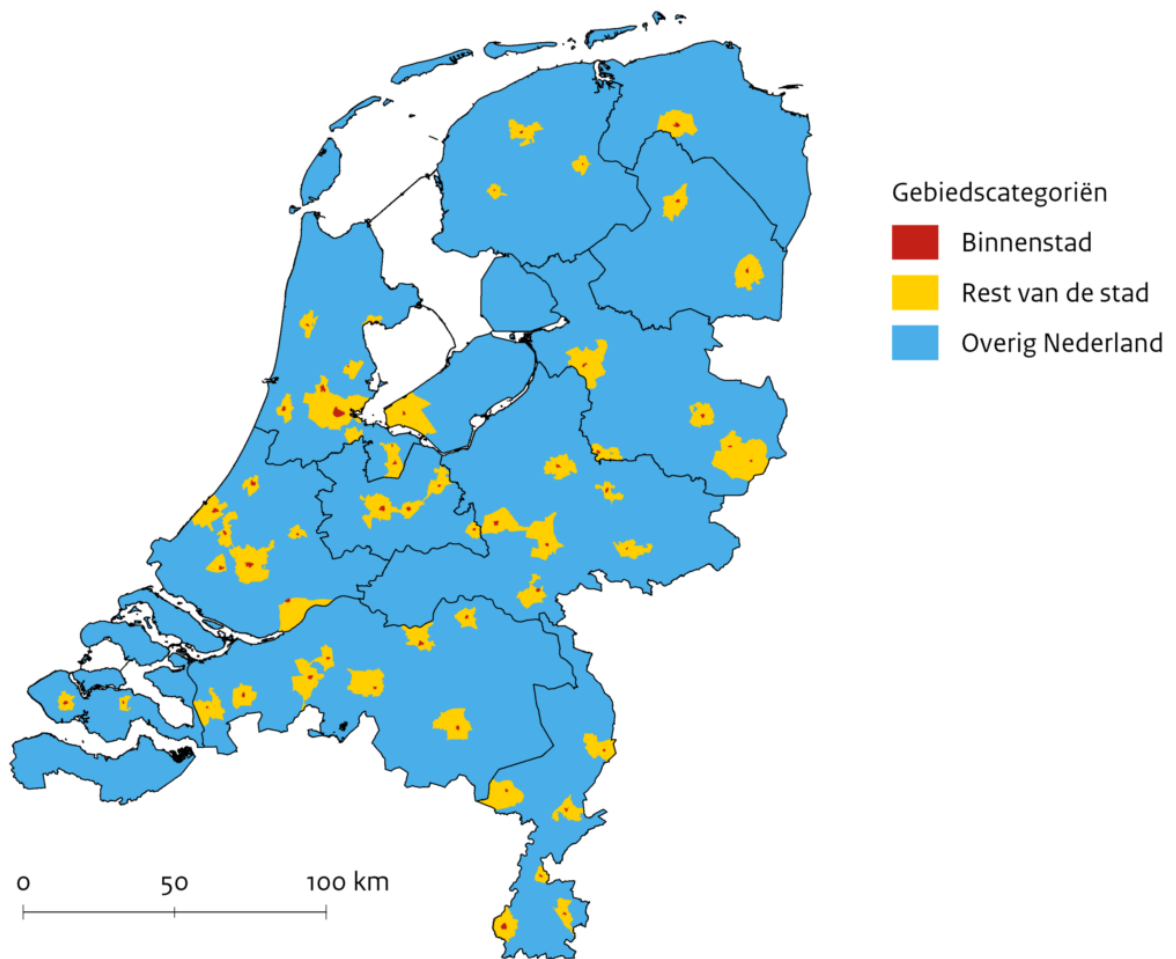 Gebiedscategoriën
Binnenstad
Rest van de stad
Overig Nederland
0 50 100 km